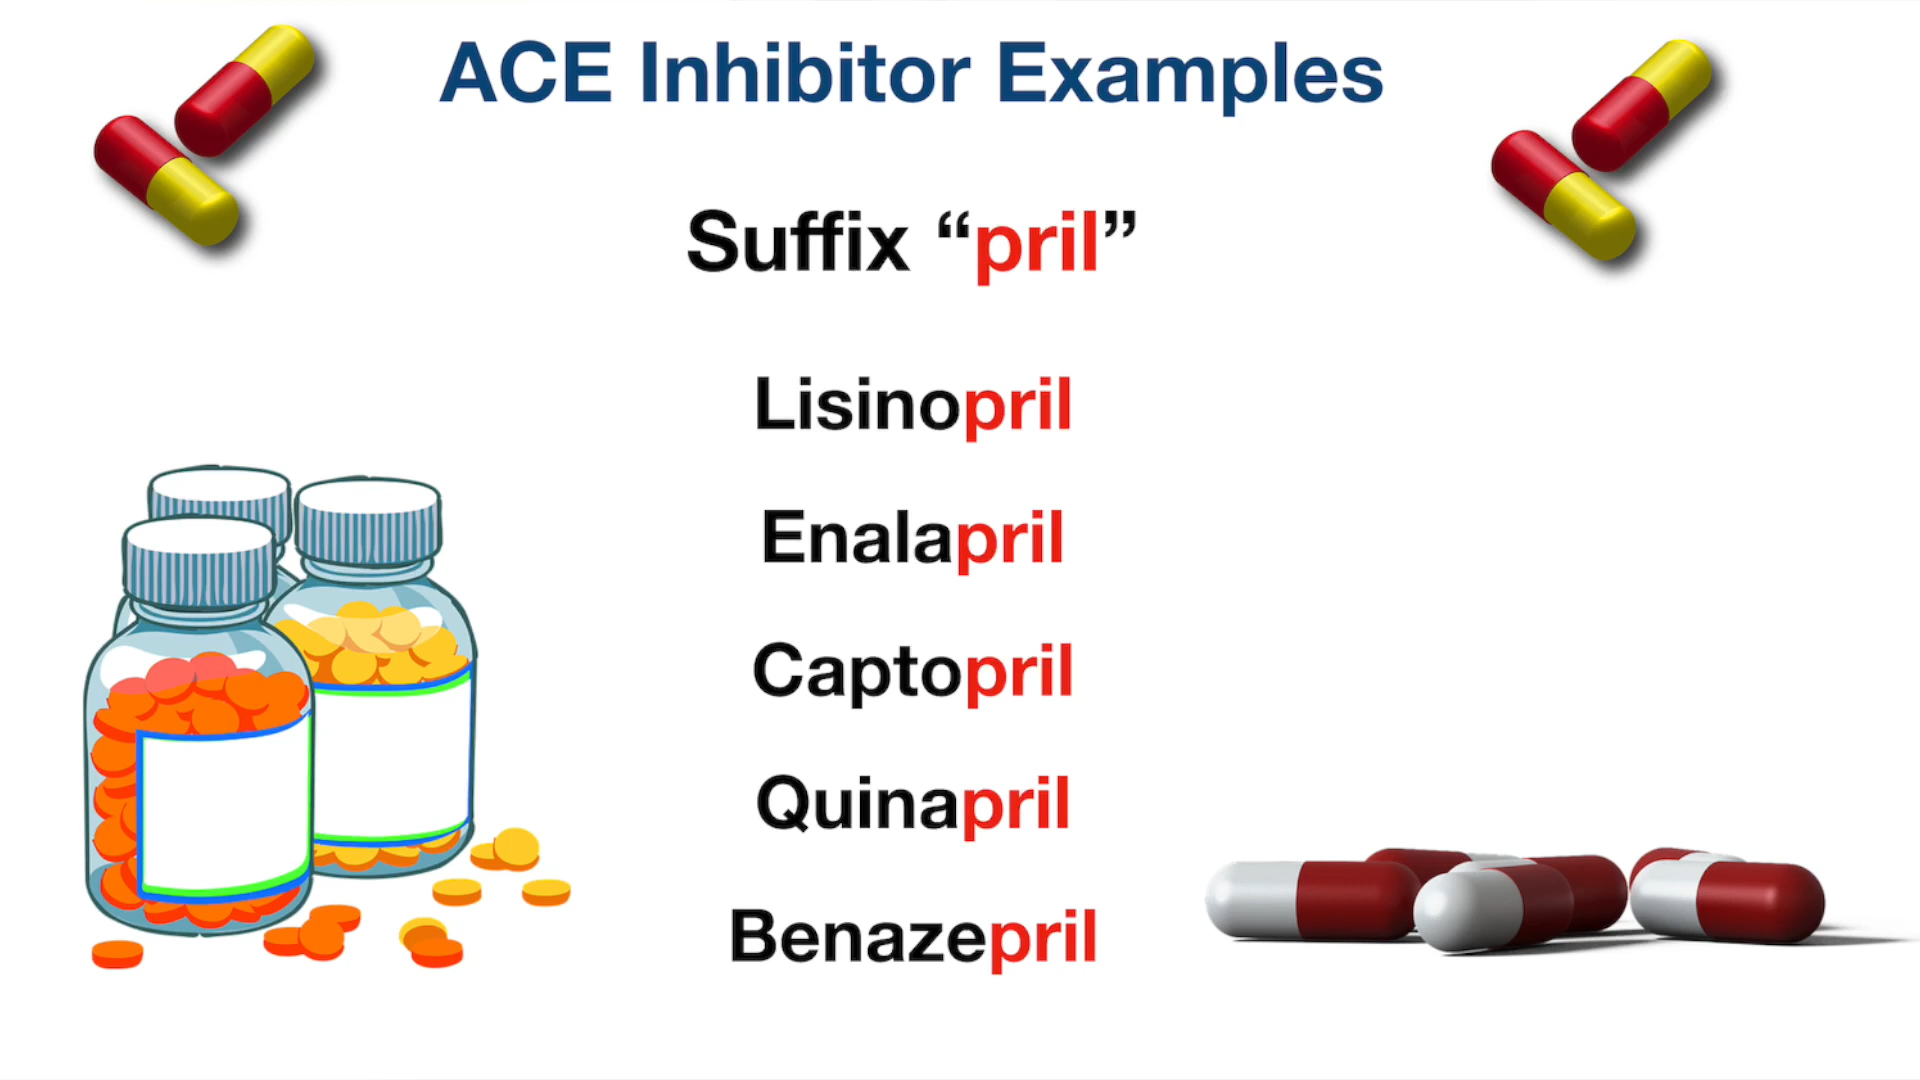 ACE Inhibitor Examples
Suffix “pril”
Lisinopril
Enalapril
Captopril
Quinapril
Benazepril